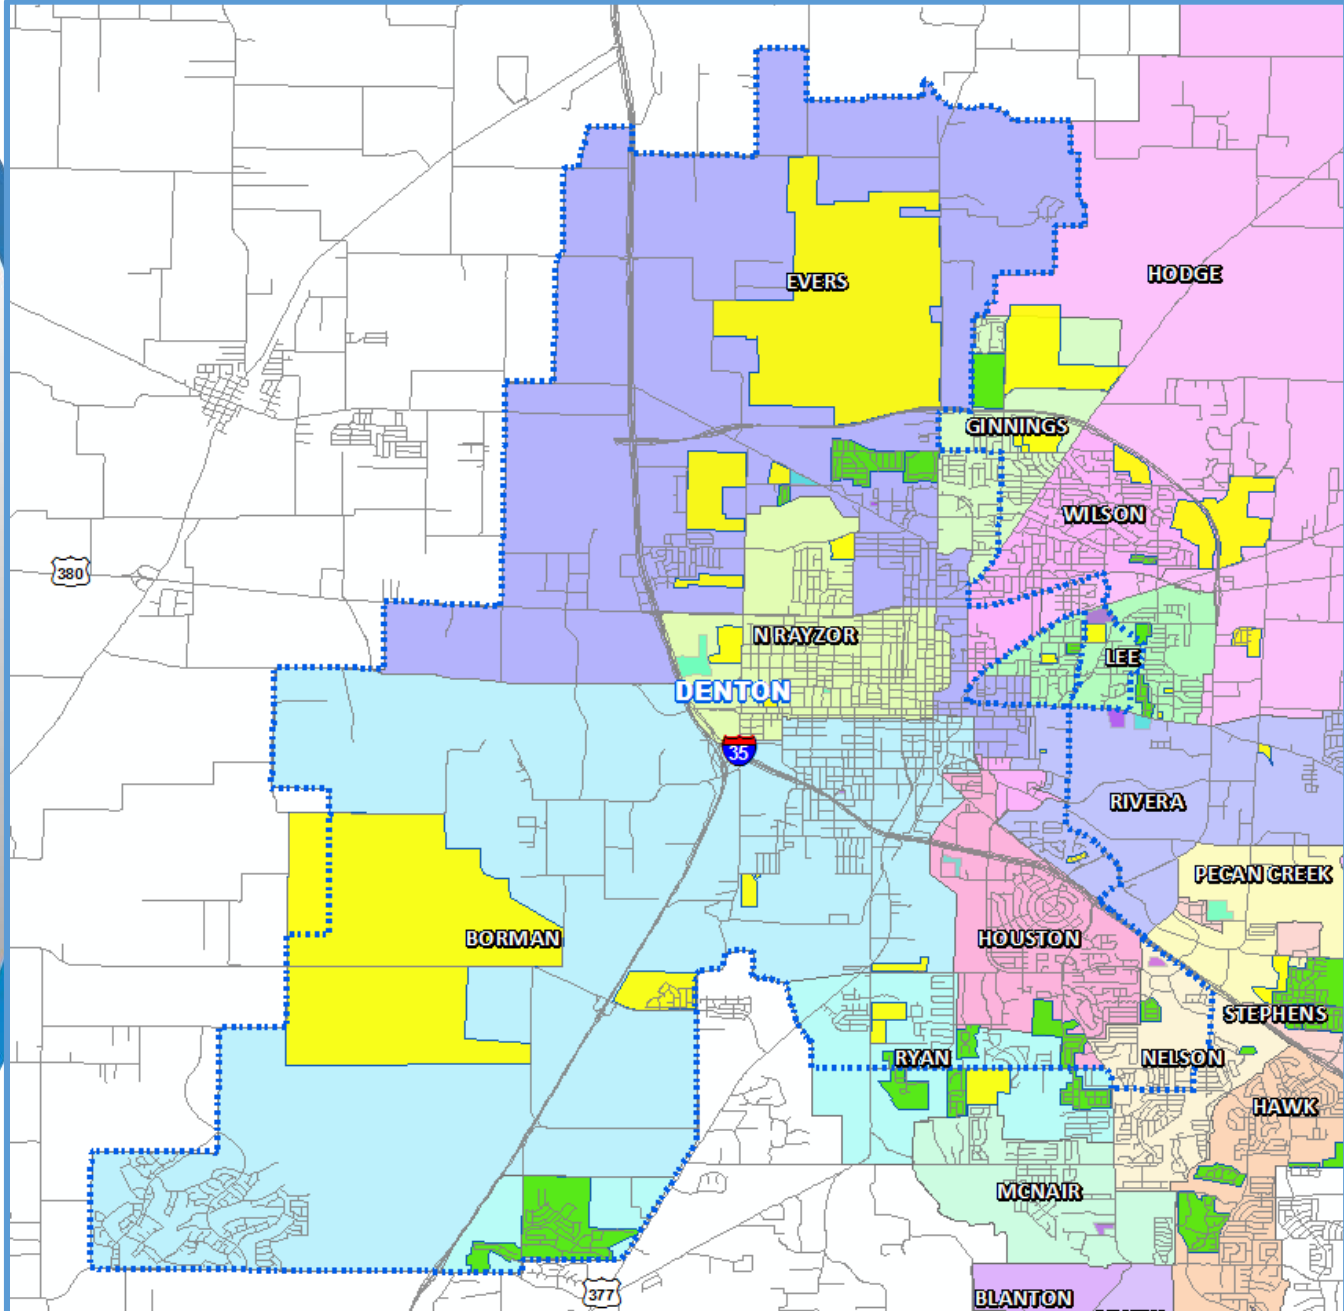 EVERS
HODGE
GINNINGS
WILSON
380
N RAYZOR
LEE
DENTON
35
RIVERA
PECAN CREEK
BORMAN
HOUSTON
STEPHENS
RYAN
NELSON
HAWK
MCNAIR
377
BLANTON